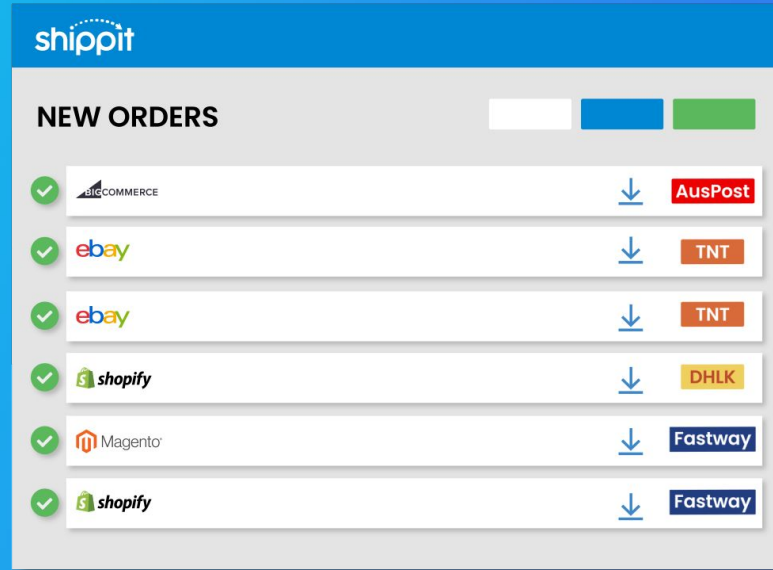 shippit
NEW ORDERS
BIGCOMMERCE AusPost
ebay TNT
ebay TNT
shopify DHLK
Magento Fastway
shopify Fastway